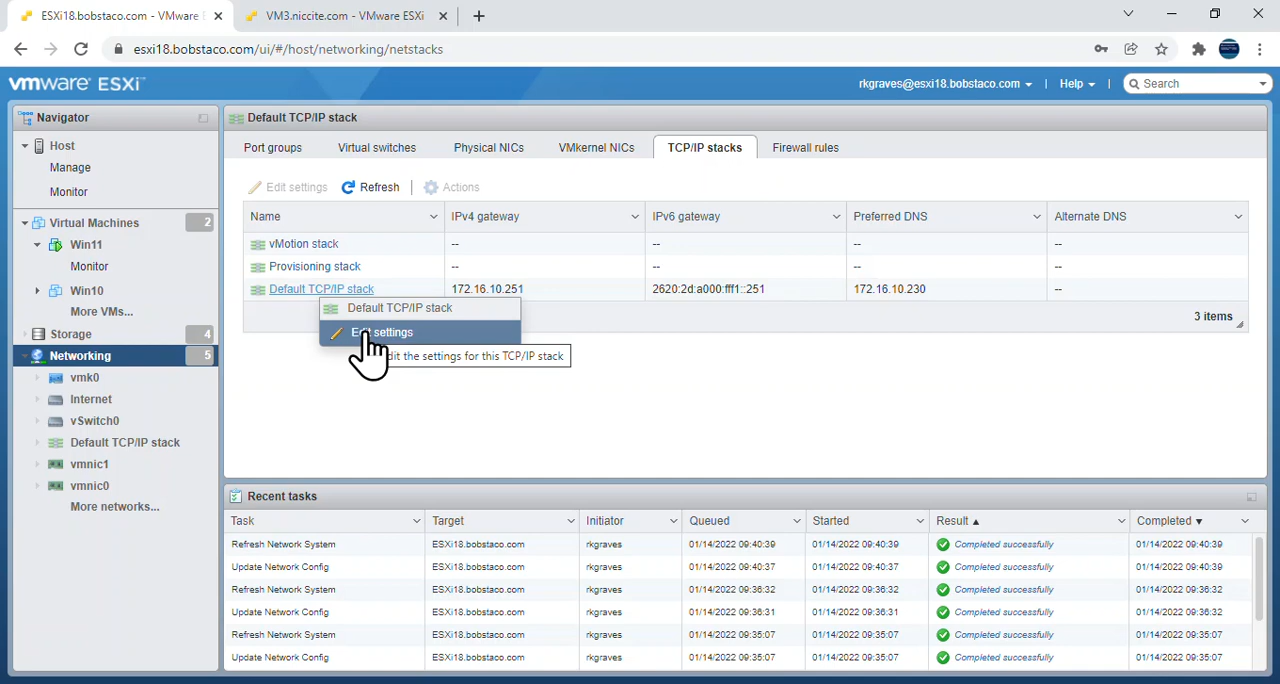 ESXi18.bobstaco.com - VMware E
VM3.niccite.com - VMware ESXi
esxi18.bobstaco.com/ui/#/host/networking/netstacks
vmware ESXi™
rkgraves@esxi18.bobstaco.com
Help
Search
Navigator
Host
Manage
Monitor
Virtual Machines 2
Win11
Monitor
Win10
More VMs...
Storage 4
Networking 5
vmk0
Internet
vSwitch0
Default TCP/IP stack
vmnic1
vmnic0
More networks...
Default TCP/IP stack
Port groups Virtual switches Physical NICs VMkernel NICs TCP/IP stacks Firewall rules
Edit settings Refresh Actions
Name IPv4 gateway IPv6 gateway Preferred DNS Alternate DNS
vMotion stack -- -- -- --
Provisioning stack -- -- -- --
Default TCP/IP stack 172.16.10.251 2620:2d:a000:fff1::251 172.16.10.230 --
3 items
Default TCP/IP stack
Edit settings
dit the settings for this TCP/IP stack
Recent tasks
Task Target Initiator Queued Started Result Completed
Refresh Network System ESXi18.bobstaco.com rkgraves 01/14/2022 09:40:39 01/14/2022 09:40:39 Completed successfully 01/14/2022 09:40:39
Update Network Config ESXi18.bobstaco.com rkgraves 01/14/2022 09:40:37 01/14/2022 09:40:37 Completed successfully 01/14/2022 09:40:37
Refresh Network System ESXi18.bobstaco.com rkgraves 01/14/2022 09:36:32 01/14/2022 09:36:32 Completed successfully 01/14/2022 09:36:32
Update Network Config ESXi18.bobstaco.com rkgraves 01/14/2022 09:36:31 01/14/2022 09:36:31 Completed successfully 01/14/2022 09:36:32
Refresh Network System ESXi18.bobstaco.com rkgraves 01/14/2022 09:35:07 01/14/2022 09:35:07 Completed successfully 01/14/2022 09:35:07
Update Network Config ESXi18.bobstaco.com rkgraves 01/14/2022 09:35:07 01/14/2022 09:35:07 Completed successfully 01/14/2022 09:35:07